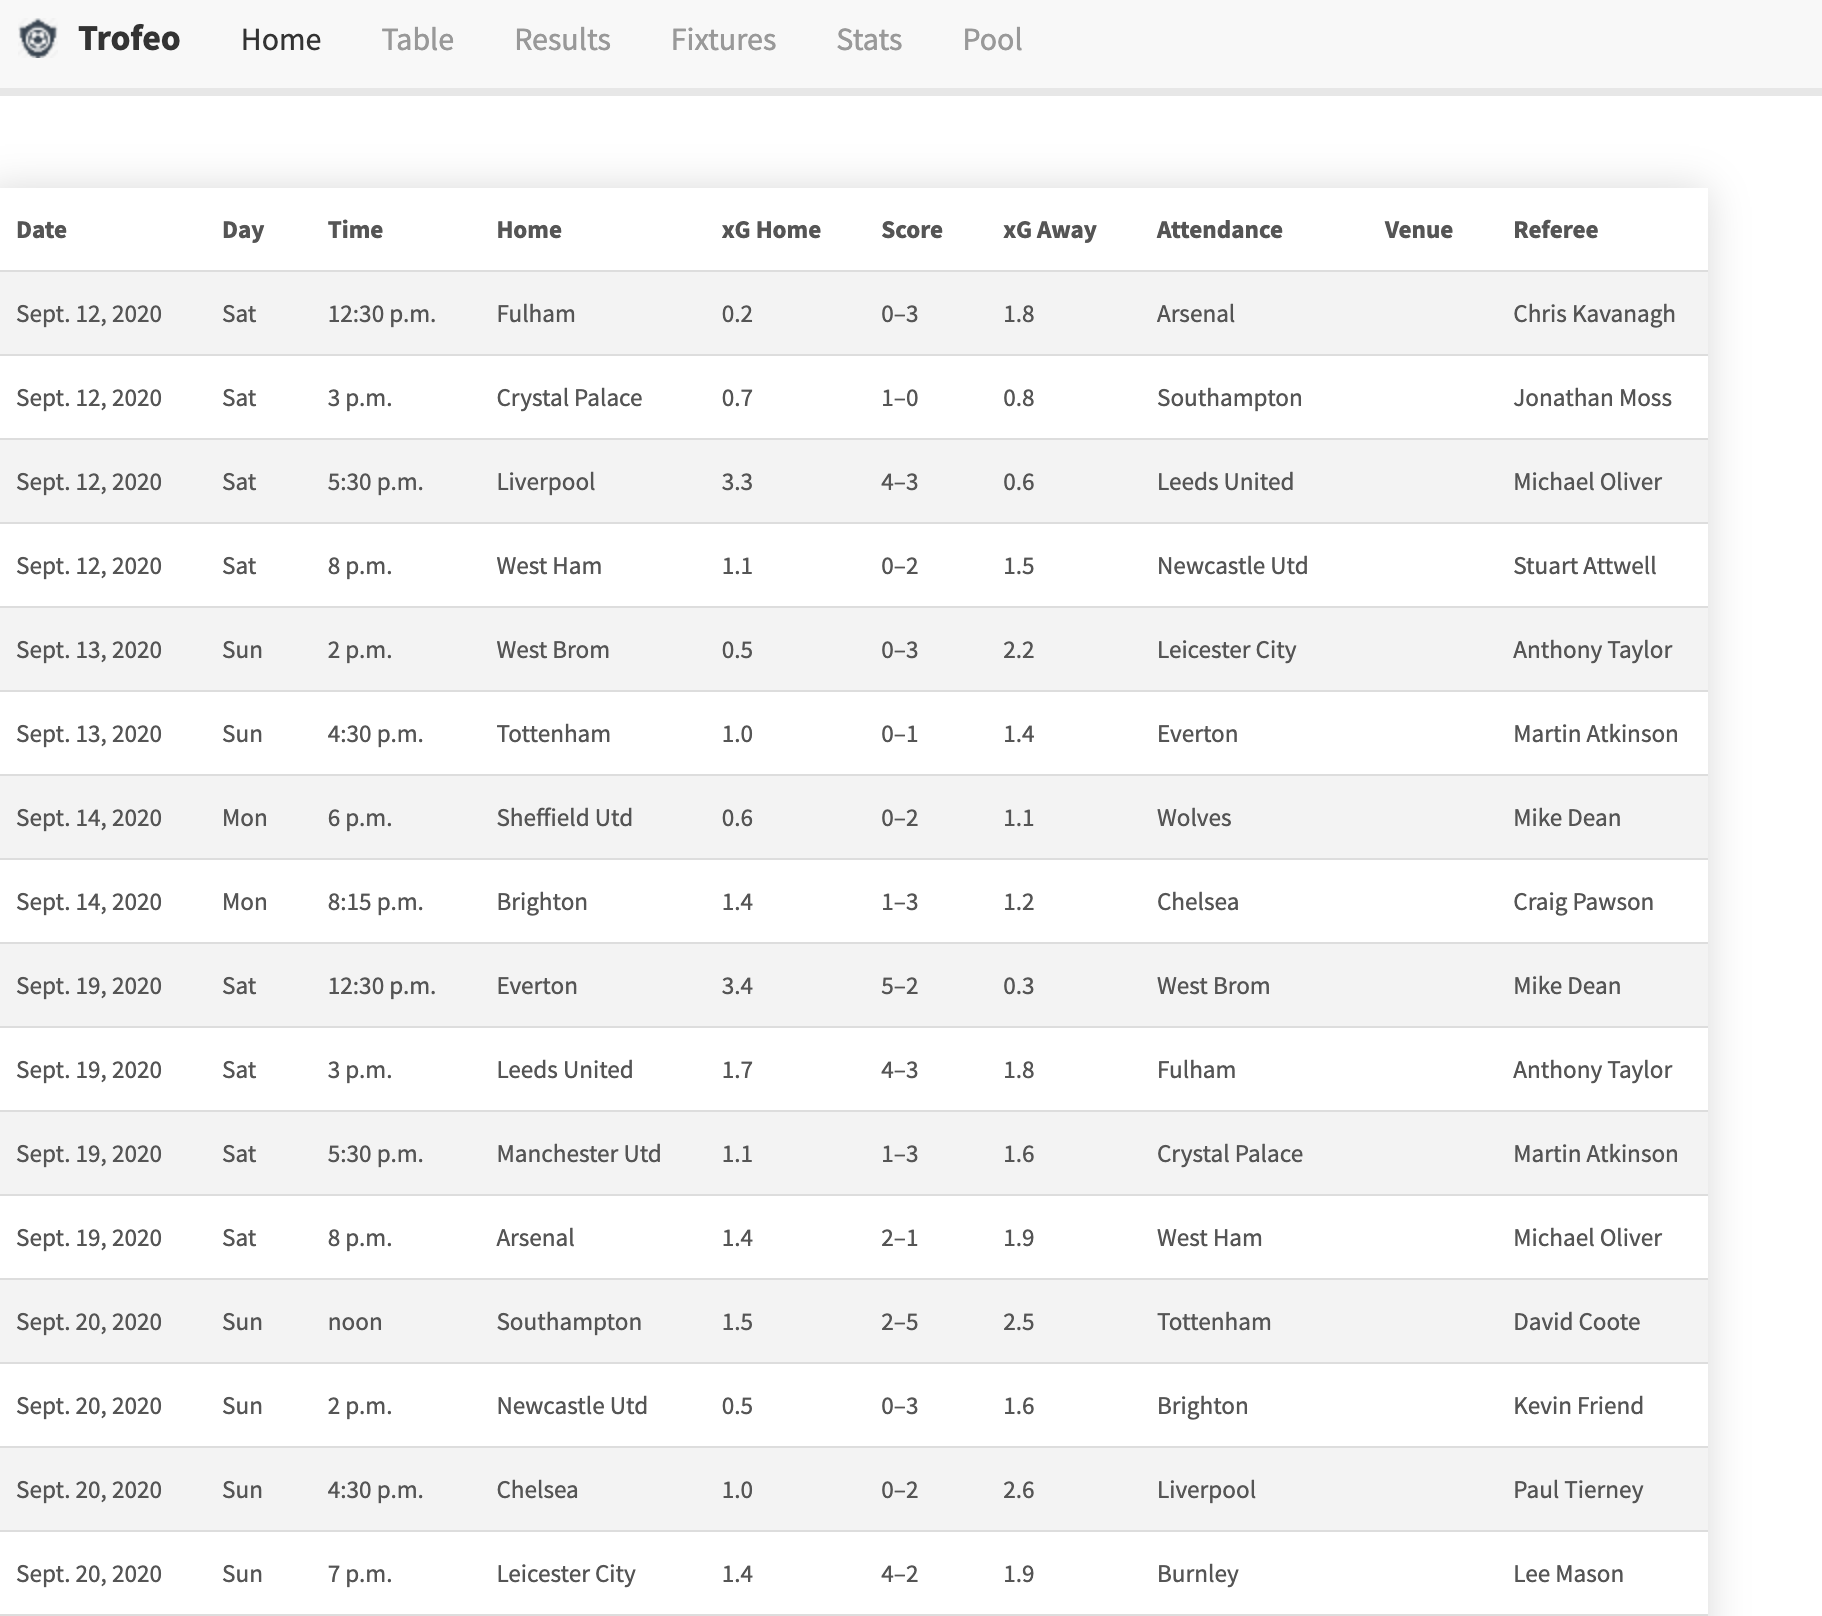 Trofeo Home Table Results Fixtures Stats Pool
Date Day Time Home xG Home Score xG Away Attendance Venue Referee
Sept. 12, 2020 Sat 12:30 p.m. Fulham 0.2 0–3 1.8 Arsenal Chris Kavanagh
Sept. 12, 2020 Sat 3 p.m. Crystal Palace 0.7 1–0 0.8 Southampton Jonathan Moss
Sept. 12, 2020 Sat 5:30 p.m. Liverpool 3.3 4–3 0.6 Leeds United Michael Oliver
Sept. 12, 2020 Sat 8 p.m. West Ham 1.1 0–2 1.5 Newcastle Utd Stuart Attwell
Sept. 13, 2020 Sun 2 p.m. West Brom 0.5 0–3 2.2 Leicester City Anthony Taylor
Sept. 13, 2020 Sun 4:30 p.m. Tottenham 1.0 0–1 1.4 Everton Martin Atkinson
Sept. 14, 2020 Mon 6 p.m. Sheffield Utd 0.6 0–2 1.1 Wolves Mike Dean
Sept. 14, 2020 Mon 8:15 p.m. Brighton 1.4 1–3 1.2 Chelsea Craig Pawson
Sept. 19, 2020 Sat 12:30 p.m. Everton 3.4 5–2 0.3 West Brom Mike Dean
Sept. 19, 2020 Sat 3 p.m. Leeds United 1.7 4–3 1.8 Fulham Anthony Taylor
Sept. 19, 2020 Sat 5:30 p.m. Manchester Utd 1.1 1–3 1.6 Crystal Palace Martin Atkinson
Sept. 19, 2020 Sat 8 p.m. Arsenal 1.4 2–1 1.9 West Ham Michael Oliver
Sept. 20, 2020 Sun noon Southampton 1.5 2–5 2.5 Tottenham David Coote
Sept. 20, 2020 Sun 2 p.m. Newcastle Utd 0.5 0–3 1.6 Brighton Kevin Friend
Sept. 20, 2020 Sun 4:30 p.m. Chelsea 1.0 0–2 2.6 Liverpool Paul Tierney
Sept. 20, 2020 Sun 7 p.m. Leicester City 1.4 4–2 1.9 Burnley Lee Mason